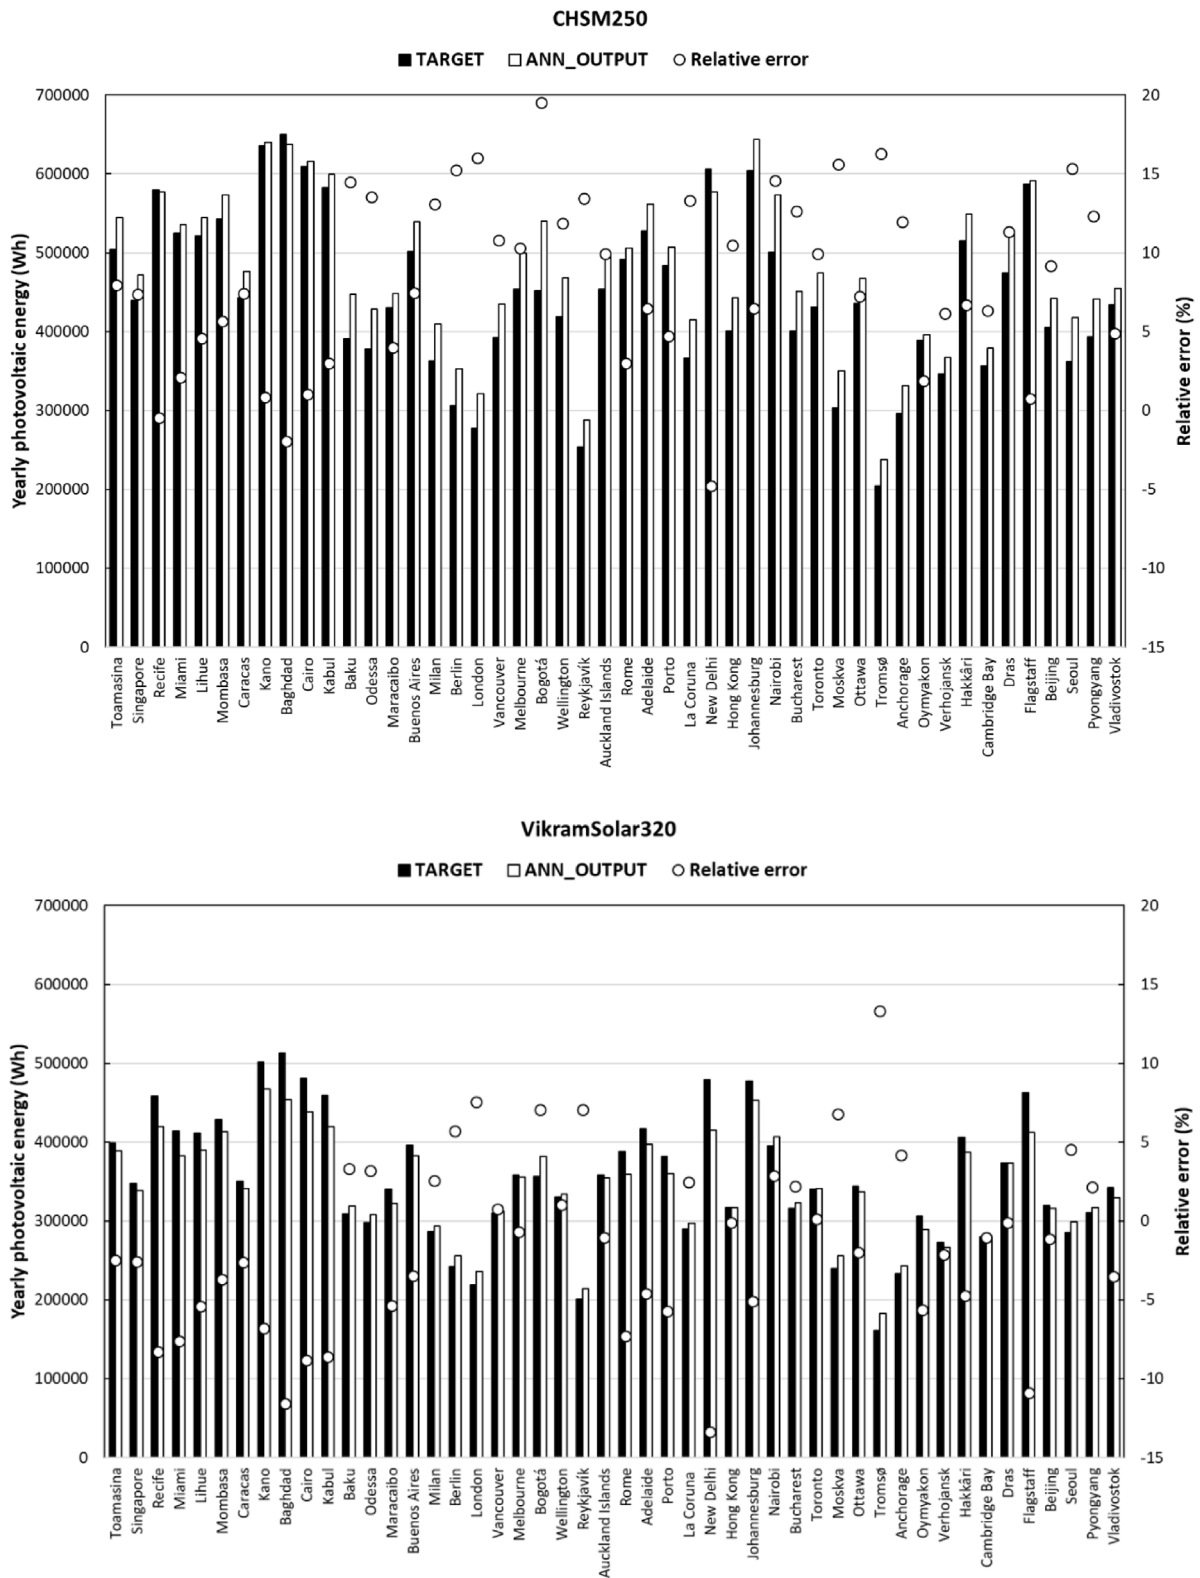 CHSM250
TARGET ANN_OUTPUT Relative error
Yearly photovoltaic energy (Wh)
700000
600000
500000
400000
300000
200000
100000
0
20
15
10
5
0
-5
-10
-15
Relative error (%)
Toamasina
Singapore
Recife
Miami
Lihue
Mombasa
Caracas
Kano
Baghdad
Cairo
Kabul
Baku
Odessa
Maracaibo
Buenos Aires
Milan
Berlin
London
Vancouver
Melbourne
Bogotá
Wellington
Reykjavík
Auckland Islands
Rome
Adelaide
Porto
La Coruna
New Delhi
Hong Kong
Johannesburg
Nairobi
Bucharest
Toronto
Moskva
Ottawa
Tromsø
Anchorage
Oymyakon
Verhojansk
Hakkâri
Cambridge Bay
Dras
Flagstaff
Beijing
Seoul
Pyongyang
Vladivostok
VikramSolar320
TARGET ANN_OUTPUT Relative error
Yearly photovoltaic energy (Wh)
700000
600000
500000
400000
300000
200000
100000
0
20
15
10
5
0
-5
-10
-15
Relative error (%)
Toamasina
Singapore
Recife
Miami
Lihue
Mombasa
Caracas
Kano
Baghdad
Cairo
Kabul
Baku
Odessa
Maracaibo
Buenos Aires
Milan
Berlin
London
Vancouver
Melbourne
Bogotá
Wellington
Reykjavík
Auckland Islands
Rome
Adelaide
Porto
La Coruna
New Delhi
Hong Kong
Johannesburg
Nairobi
Bucharest
Toronto
Moskva
Ottawa
Tromsø
Anchorage
Oymyakon
Verhojansk
Hakkâri
Cambridge Bay
Dras
Flagstaff
Beijing
Seoul
Pyongyang
Vladivostok